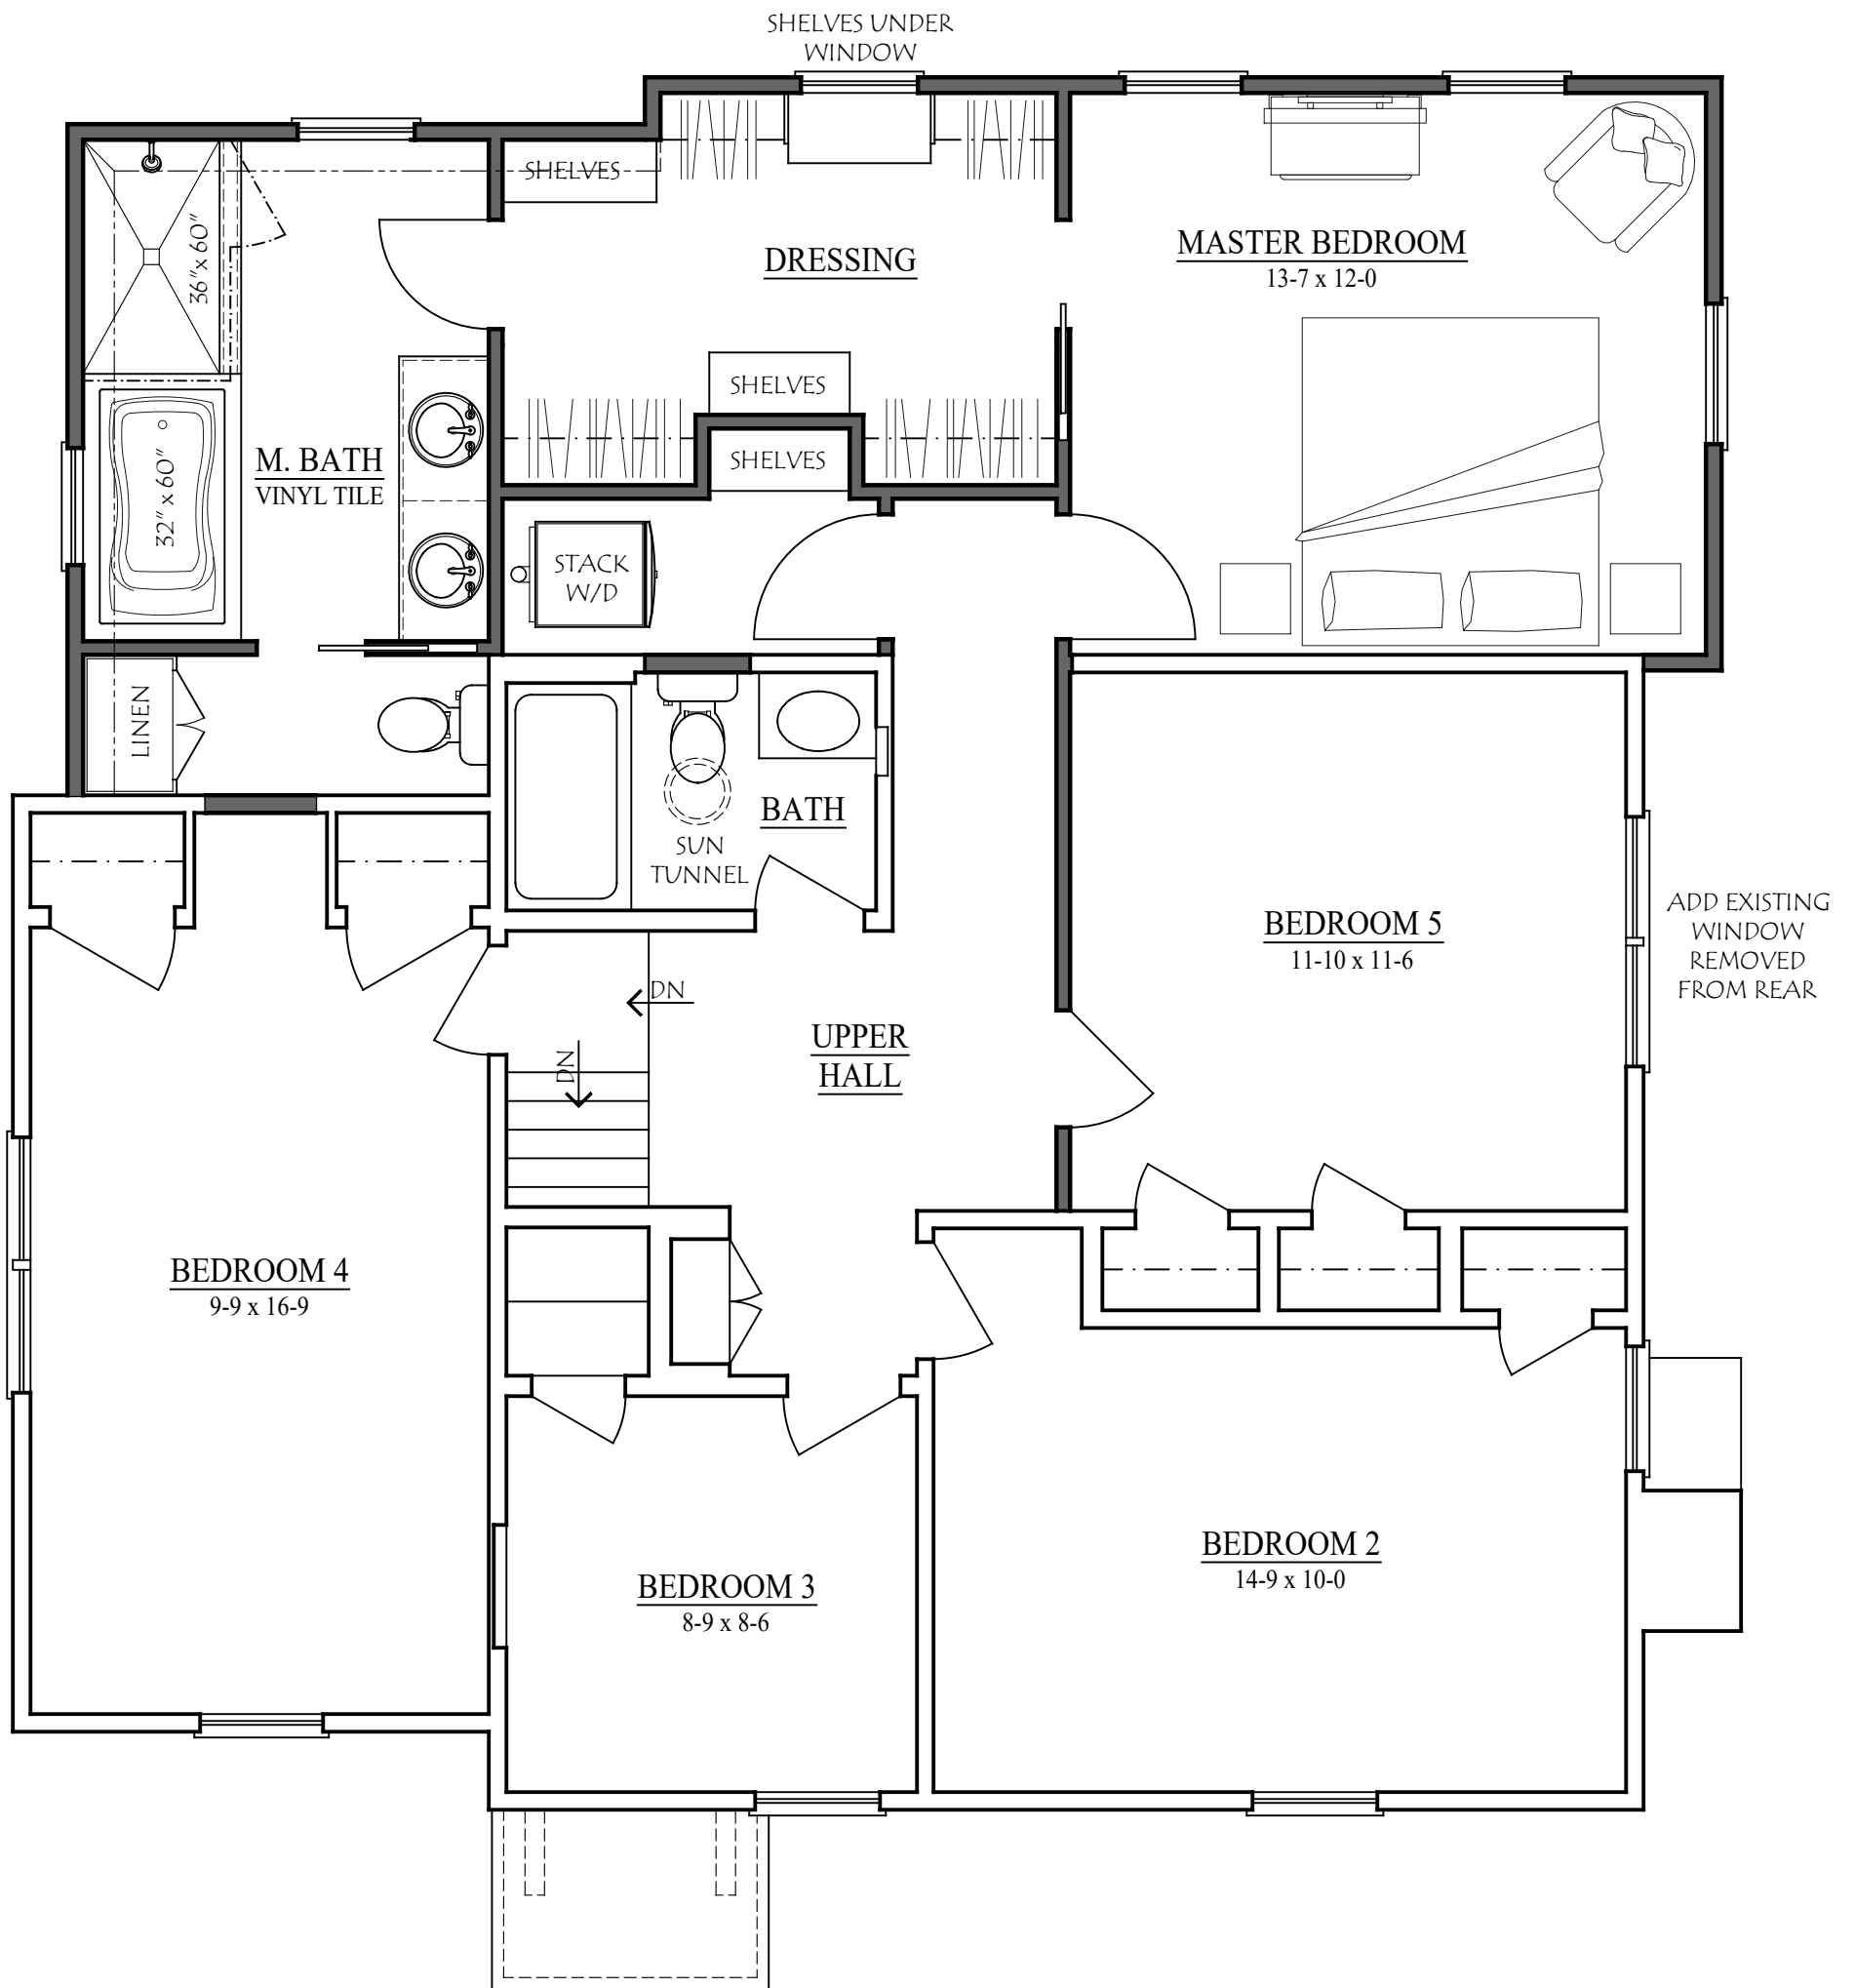 SHELVES UNDER
WINDOW
SHELVES
36"x 60"
DRESSING
MASTER BEDROOM
13-7 x 12-0
SHELVES
M. BATH
VINYL TILE
32" x 60"
SHELVES
STACK
W/D
LINEN
BATH
SUN
TUNNEL
BEDROOM 5
11-10 x 11-6
ADD EXISTING
WINDOW
REMOVED
FROM REAR
DN
DN
UPPER
HALL
BEDROOM 4
9-9 x 16-9
BEDROOM 3
8-9 x 8-6
BEDROOM 2
14-9 x 10-0